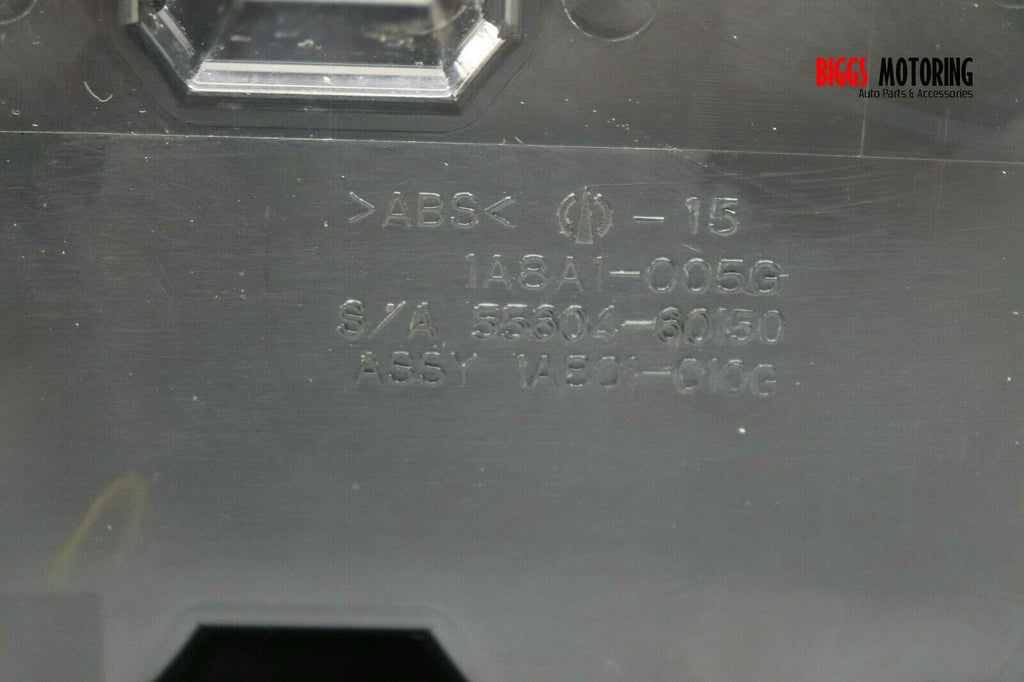 BIGGS MOTORING
Auto Parts & Accessories
>ABS< - 15
1A8A1-005G
S/A 55604-60150
ASSY 1A801-010G